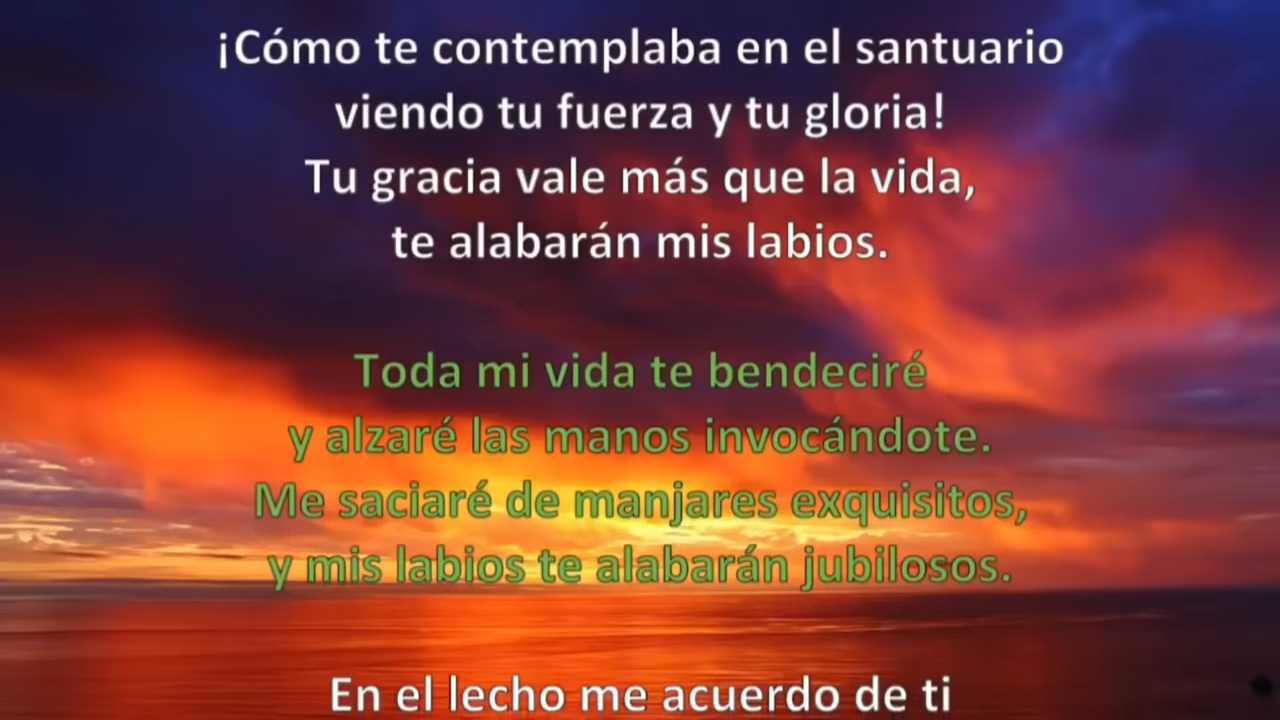 ¡Cómo te contemplaba en el santuario
viendo tu fuerza y tu gloria!
Tu gracia vale más que la vida,
te alabarán mis labios.
Toda mi vida te bendeciré
y alzaré las manos invocándote.
Me saciaré de manjares exquisitos,
y mis labios te alabarán jubilosos.
En el lecho me acuerdo de ti